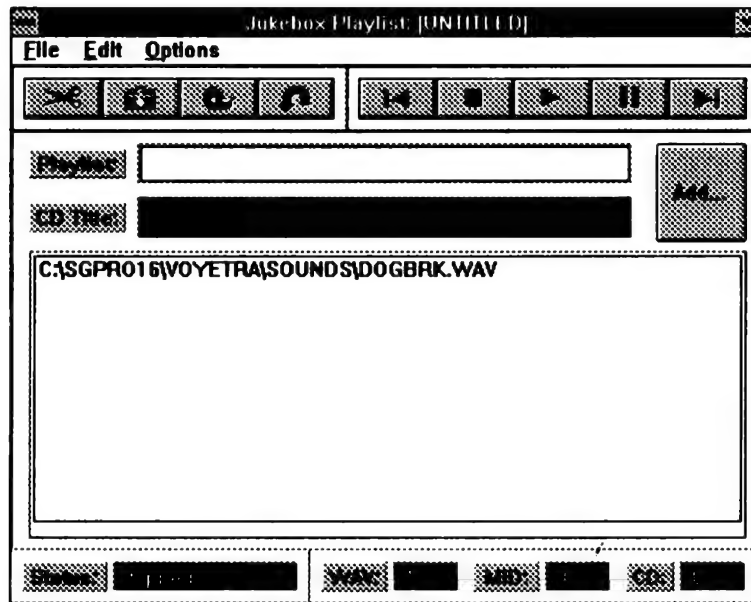 Jukebox Playlist: [UNTITLED]
File Edit Options
Playlist:
Add...
CD Title:
C:\SGPRO16\VOYETRA\SOUNDS\DOGBRK.WAV
Status:
WAV: MID: CD: